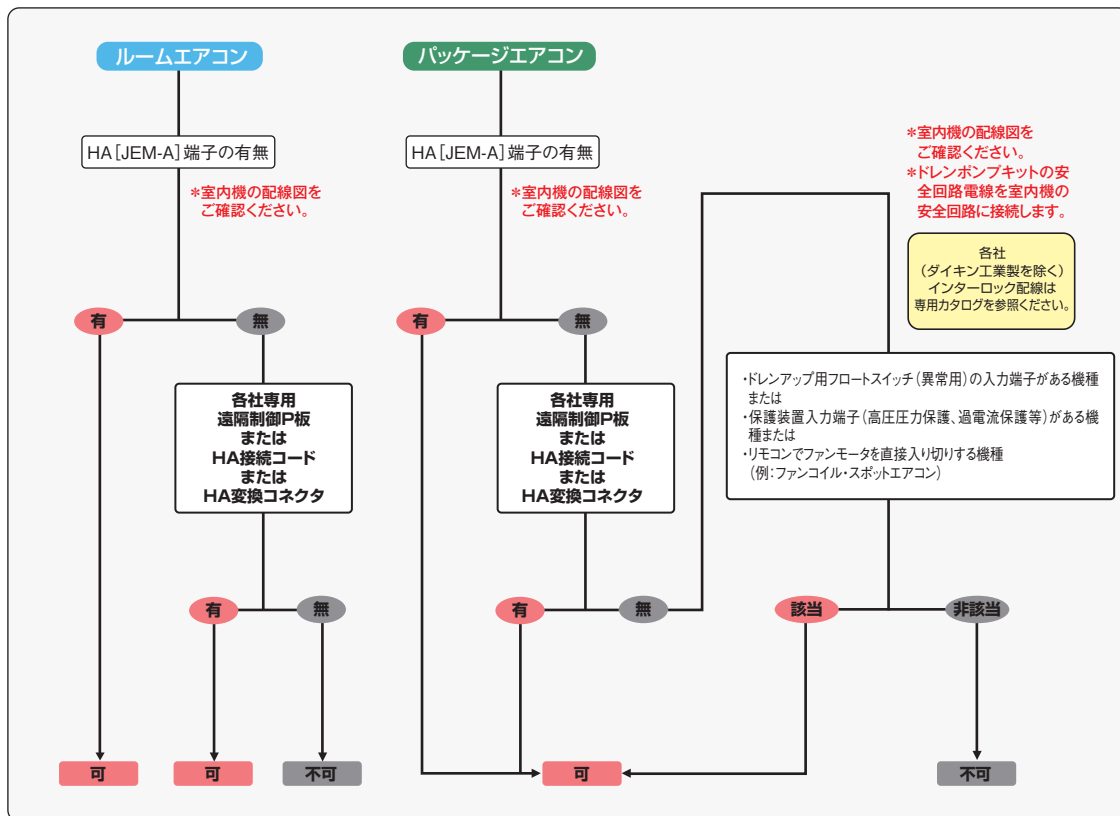 ルームエアコン
HA［JEM-A］端子の有無
＊室内機の配線図を
ご確認ください。
有
無
各社専用
遠隔制御P板
または
HA接続コード
または
HA変換コネクタ
有
無
可
可
不可
パッケージエアコン
HA［JEM-A］端子の有無
＊室内機の配線図を
ご確認ください。
有
無
各社専用
遠隔制御P板
または
HA接続コード
または
HA変換コネクタ
有
無
＊室内機の配線図を
ご確認ください。
＊ドレンポンプキットの安
全回路電線を室内機の
安全回路に接続します。
各社
（ダイキン工業製を除く）
インターロック配線は
専用カタログを参照ください。
・ドレンアップ用フロートスイッチ（異常用）の入力端子がある機種
または
・保護装置入力端子（高圧圧力保護、過電流保護等）がある機
種または
・リモコンでファンモータを直接入り切りする機種
（例：ファンコイル・スポットエアコン）
該当
非該当
可
不可